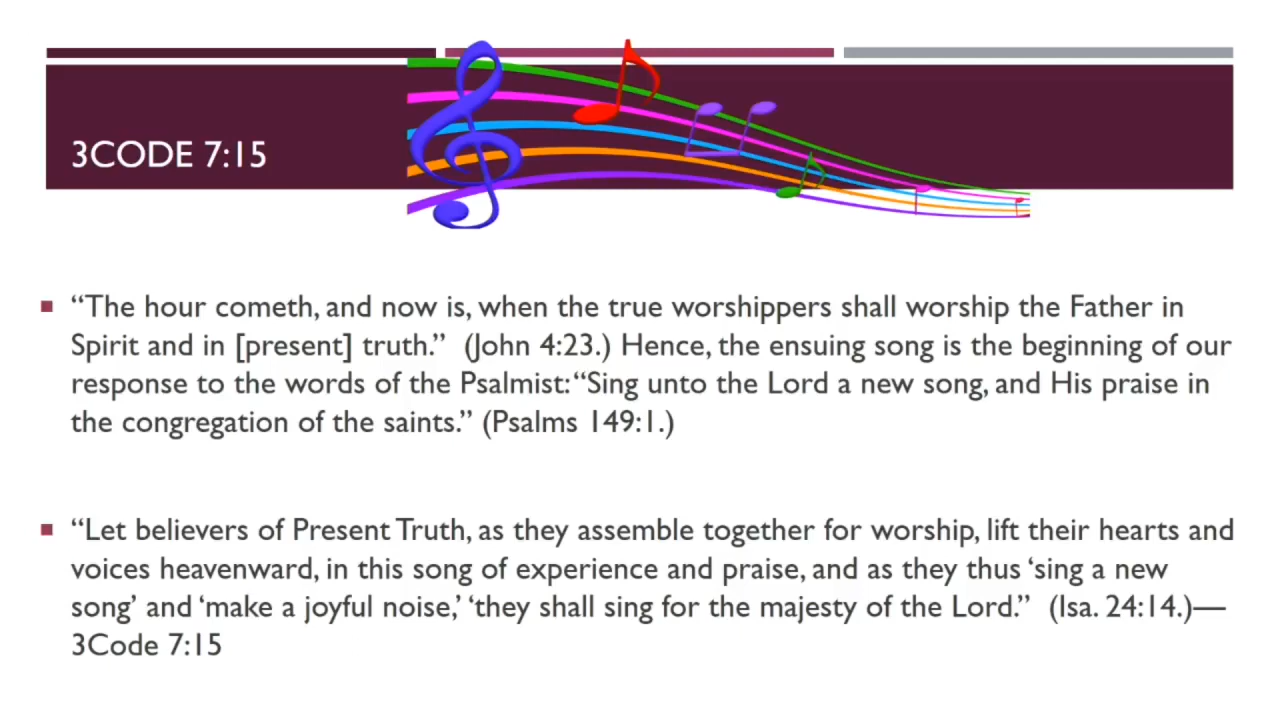 3CODE 7:15
“The hour cometh, and now is, when the true worshippers shall worship the Father in
Spirit and in [present] truth.” (John 4:23.) Hence, the ensuing song is the beginning of our
response to the words of the Psalmist: “Sing unto the Lord a new song, and His praise in
the congregation of the saints.” (Psalms 149:1.)
“Let believers of Present Truth, as they assemble together for worship, lift their hearts and
voices heavenward, in this song of experience and praise, and as they thus ‘sing a new
song’ and ‘make a joyful noise,’ ‘they shall sing for the majesty of the Lord.” (Isa. 24:14.)—
3Code 7:15